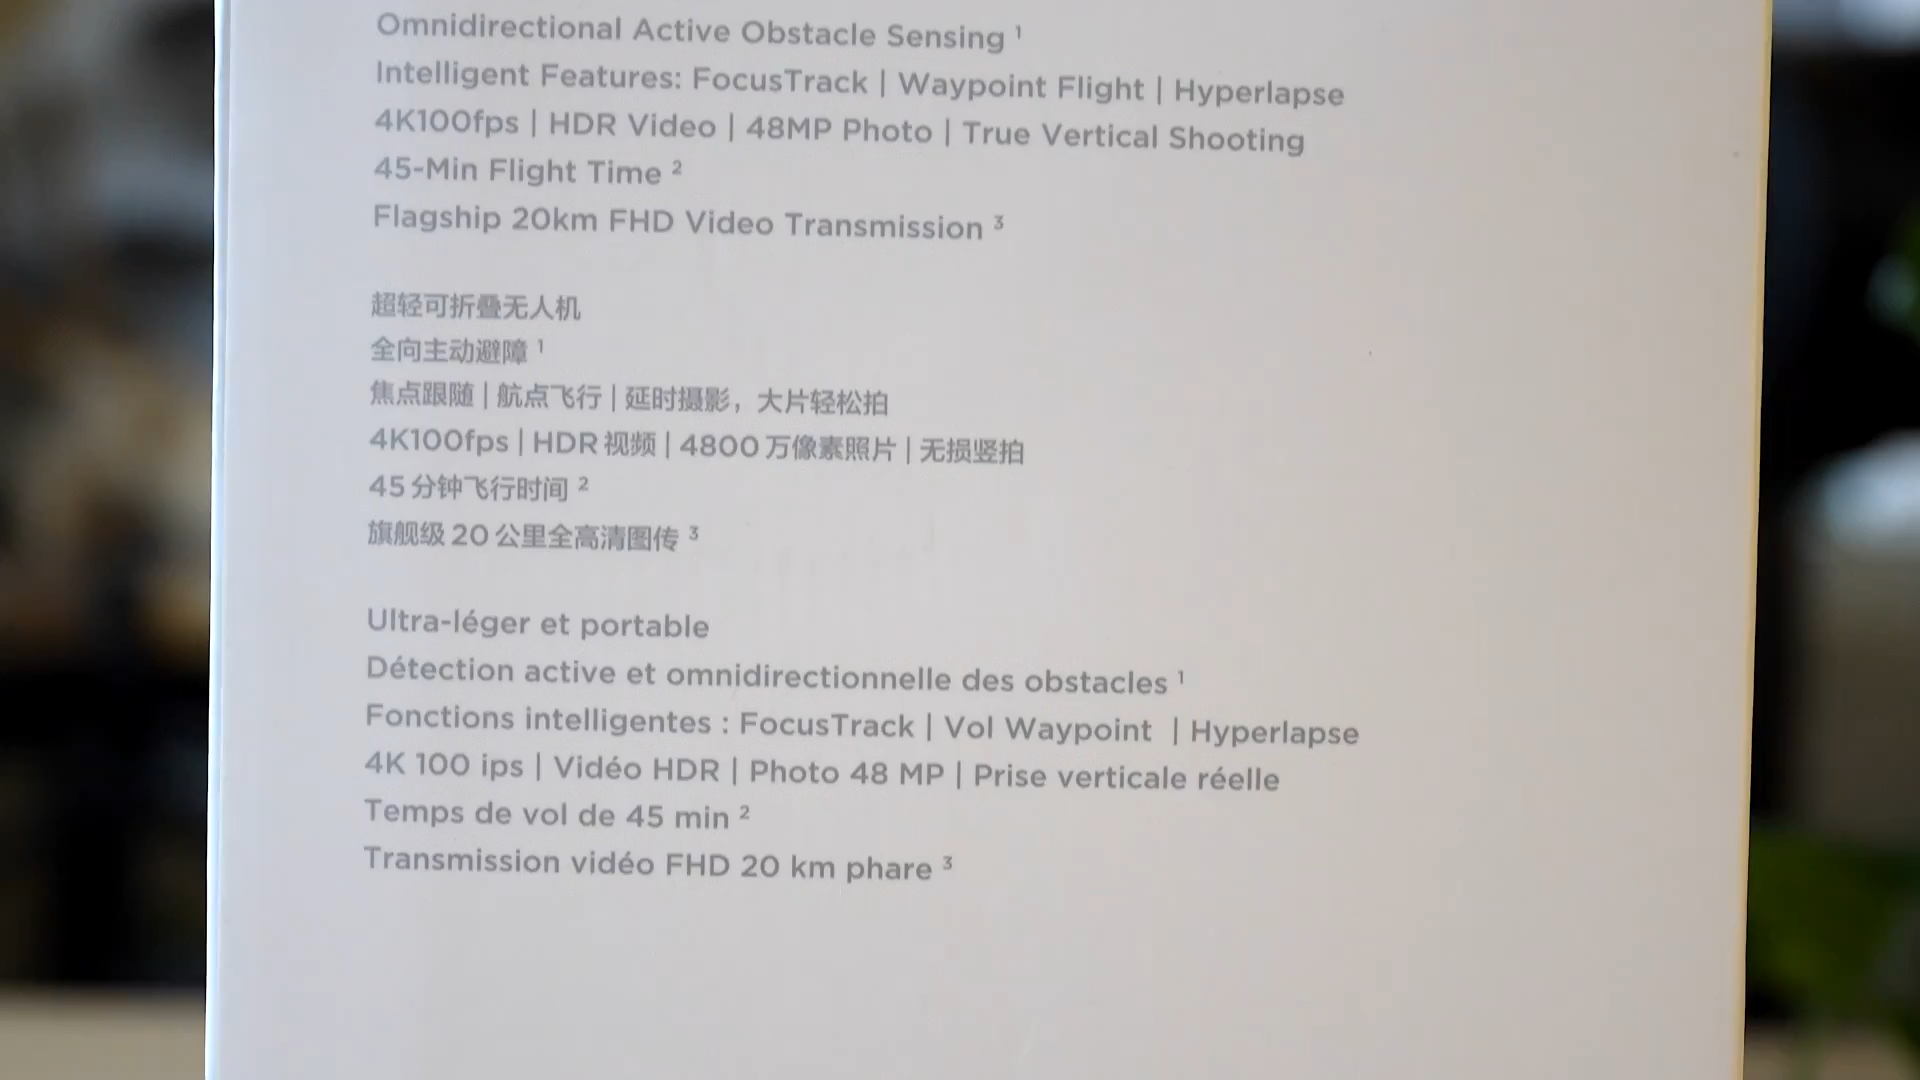 Omnidirectional Active Obstacle Sensing ¹
Intelligent Features: FocusTrack | Waypoint Flight | Hyperlapse
4K100fps | HDR Video | 48MP Photo | True Vertical Shooting
45-Min Flight Time ²
Flagship 20km FHD Video Transmission ³
超轻可折叠无人机
全向主动避障 ¹
焦点跟随 | 航点飞行 | 延时摄影，大片轻松拍
4K100fps | HDR 视频 | 4800 万像素照片 | 无损竖拍
45 分钟飞行时间 ²
旗舰级 20 公里全高清图传 ³
Ultra-léger et portable
Détection active et omnidirectionnelle des obstacles ¹
Fonctions intelligentes : FocusTrack | Vol Waypoint | Hyperlapse
4K 100 ips | Vidéo HDR | Photo 48 MP | Prise verticale réelle
Temps de vol de 45 min ²
Transmission vidéo FHD 20 km phare ³